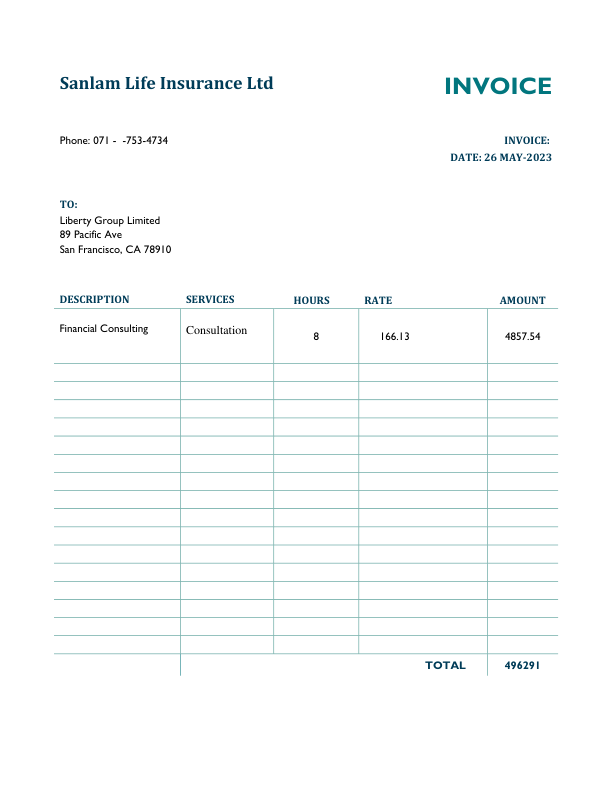 Sanlam Life Insurance Ltd
INVOICE
Phone: 071 -  -753-4734
INVOICE:
DATE: 26 MAY-2023
TO:
Liberty Group Limited
89 Pacific Ave
San Francisco, CA 78910
DESCRIPTION SERVICES HOURS RATE AMOUNT
Financial Consulting Consultation 8 166.13 4857.54
TOTAL 496291